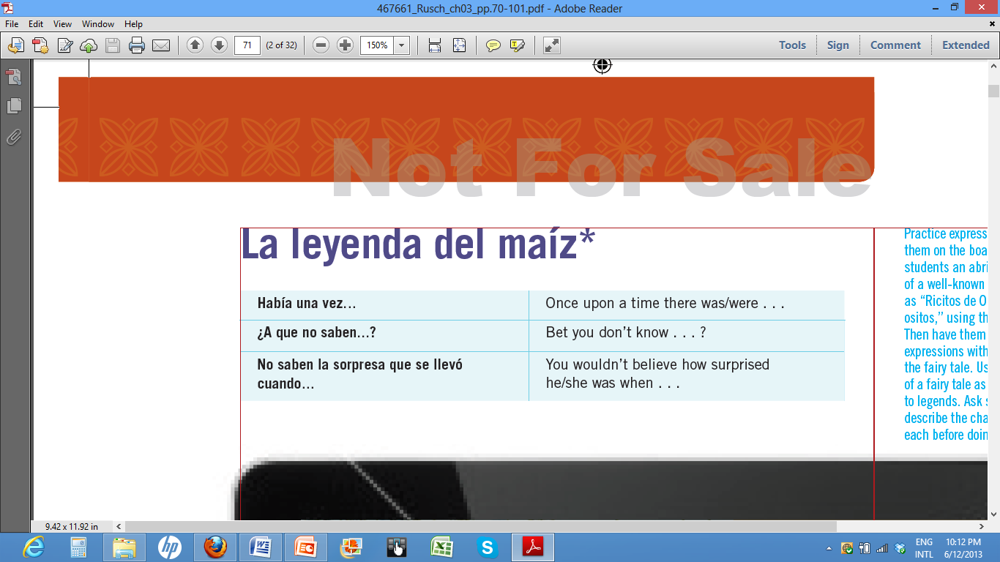 467661_Rusch_ch03_pp.70-101.pdf - Adobe Reader
File Edit View Window Help
71 (2 of 32) 150% Tools Sign Comment Extended
Not For Sale
La leyenda del maíz*
Había una vez... Once upon a time there was/were . . .
¿A que no saben...? Bet you don't know . . . ?
No saben la sorpresa que se llevó
cuando...
You wouldn't believe how surprised
he/she was when . . .
Practice express
them on the boa
students an abri
of a well-known
as “Ricitos de O
ositos,” using th
Then have them
expressions with
the fairy tale. Us
of a fairy tale as
to legends. Ask s
describe the cha
each before doin
9.42 x 11.92 in
ENG 10:12 PM
INTL 6/12/2013